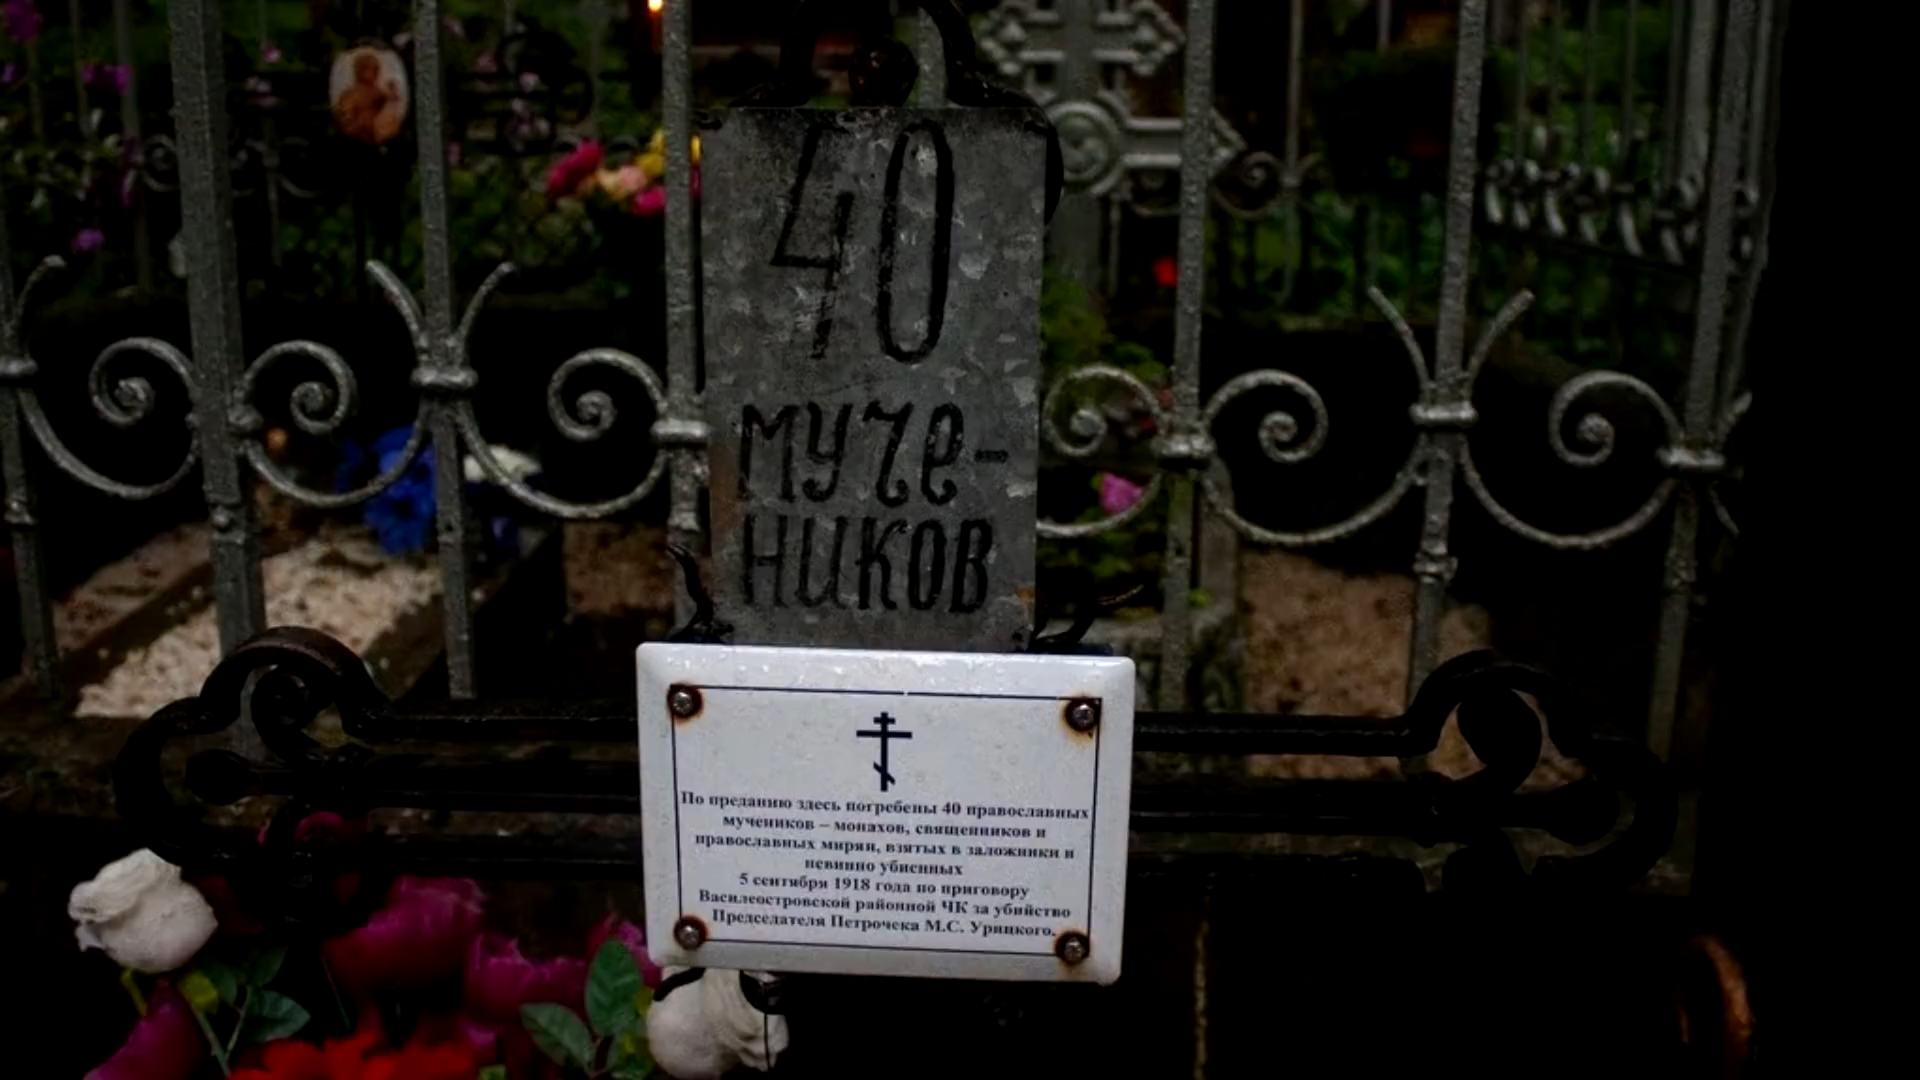 40
муче-
ников
По преданию здесь погребены 40 православных
мучеников – монахов, священников и
православных мирян, взятых в заложники и
невинно убиенных
5 сентября 1918 года по приговору
Василеостровской районной ЧК за убийство
Председателя Петрочека М.С. Урицкого.